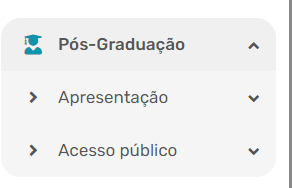 Pós-Graduação
Apresentação
Acesso público